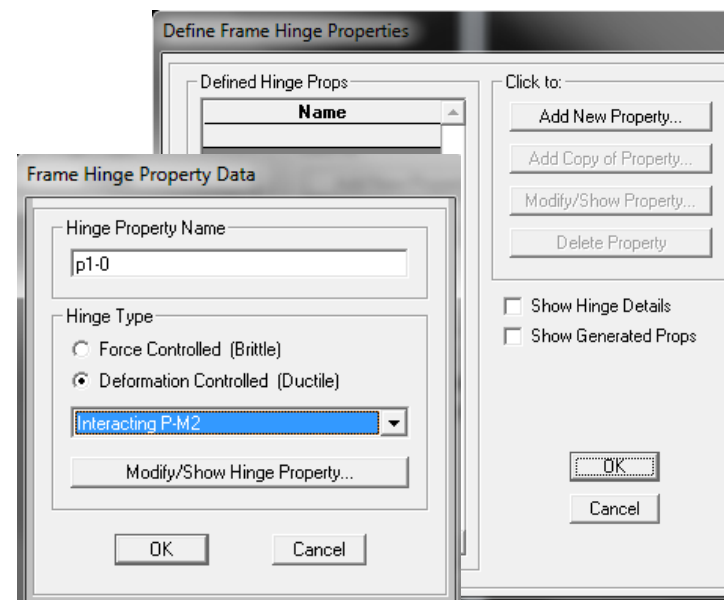 Define Frame Hinge Properties
Defined Hinge Props
Name
Click to:
Add New Property...
Add Copy of Property...
Modify/Show Property...
Delete Property
Show Hinge Details
Show Generated Props
OK
Cancel
Frame Hinge Property Data
Hinge Property Name
p1-0
Hinge Type
Force Controlled (Brittle)
Deformation Controlled (Ductile)
Interacting P-M2
Modify/Show Hinge Property...
OK
Cancel